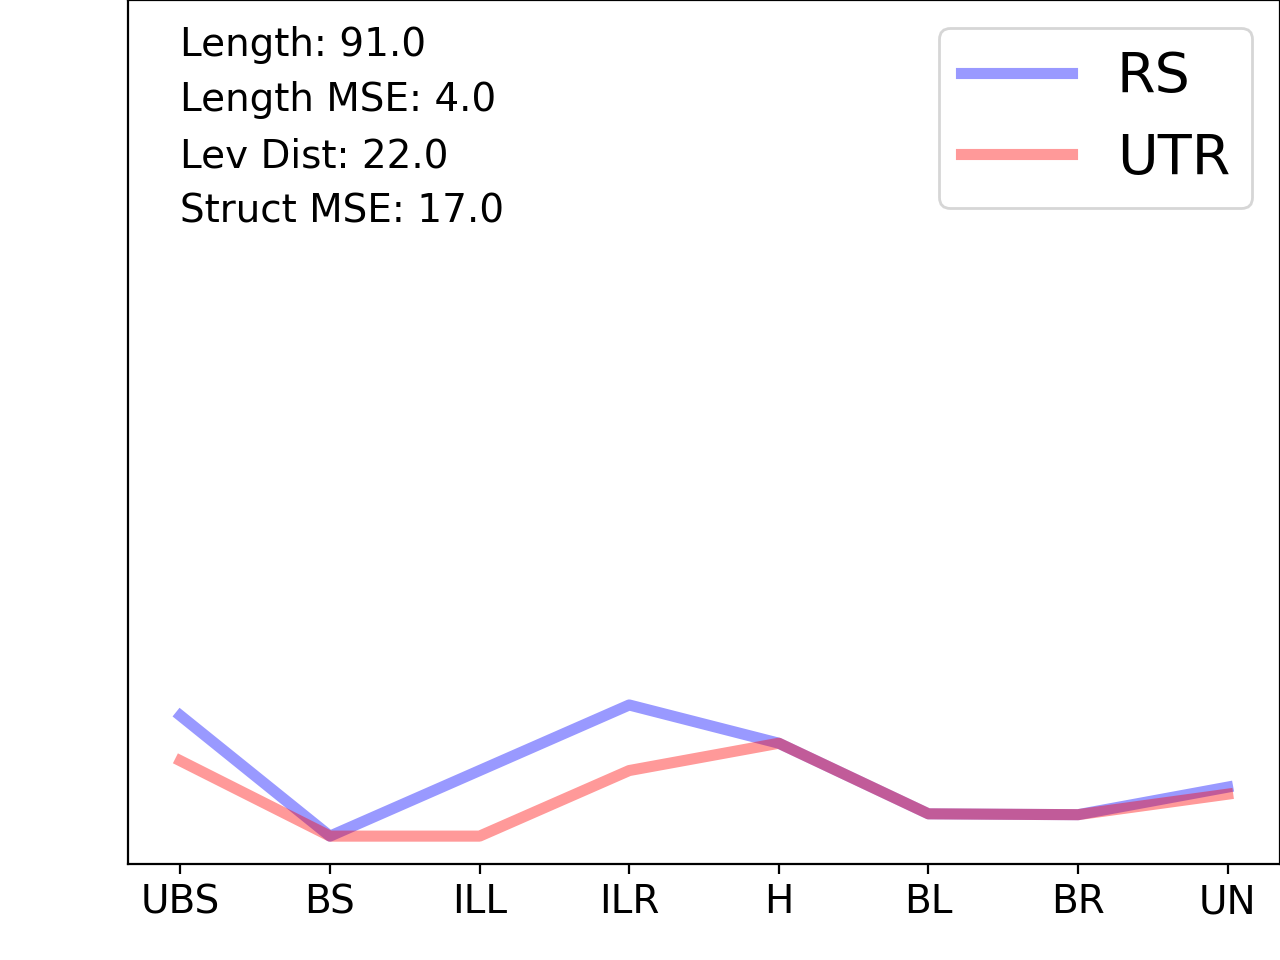 Length: 91.0
Length MSE: 4.0
Lev Dist: 22.0
Struct MSE: 17.0
RS
UTR
UBS BS ILL ILR H BL BR UN